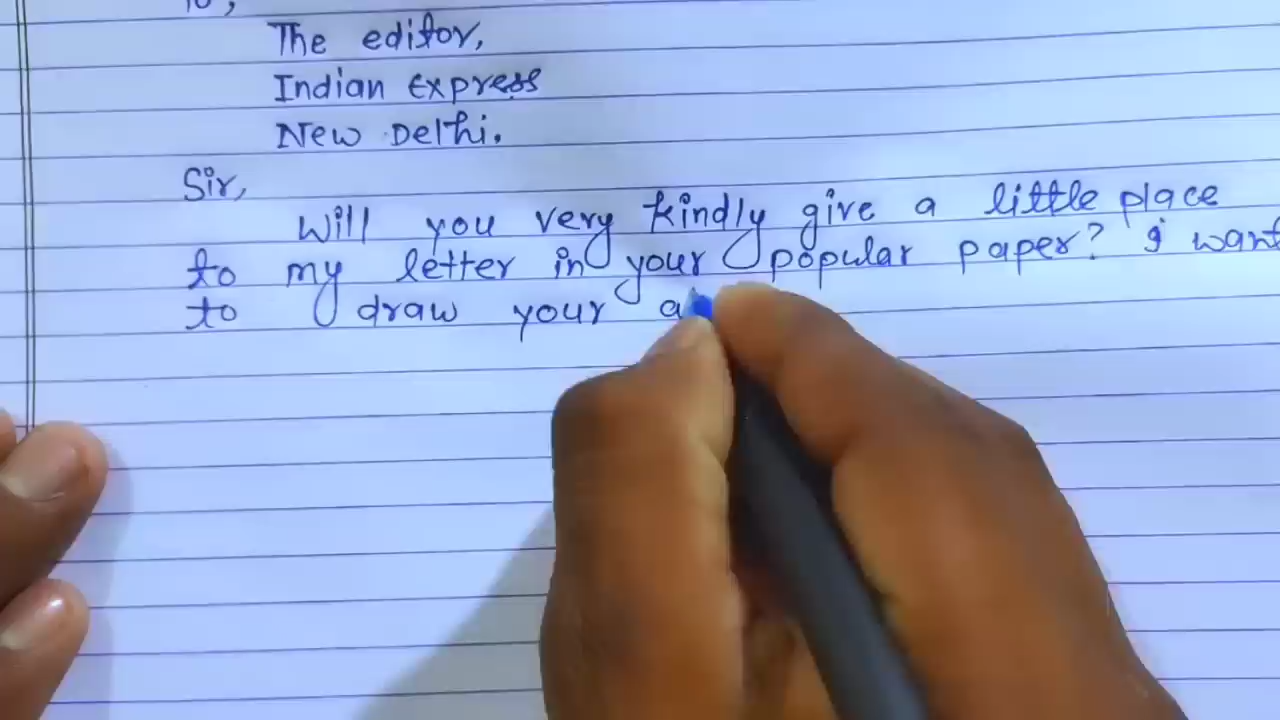 To,
The editor,
Indian Express
New Delhi.
Sir,
Will you very kindly give a little place
to my letter in your popular paper? I want
to draw your a